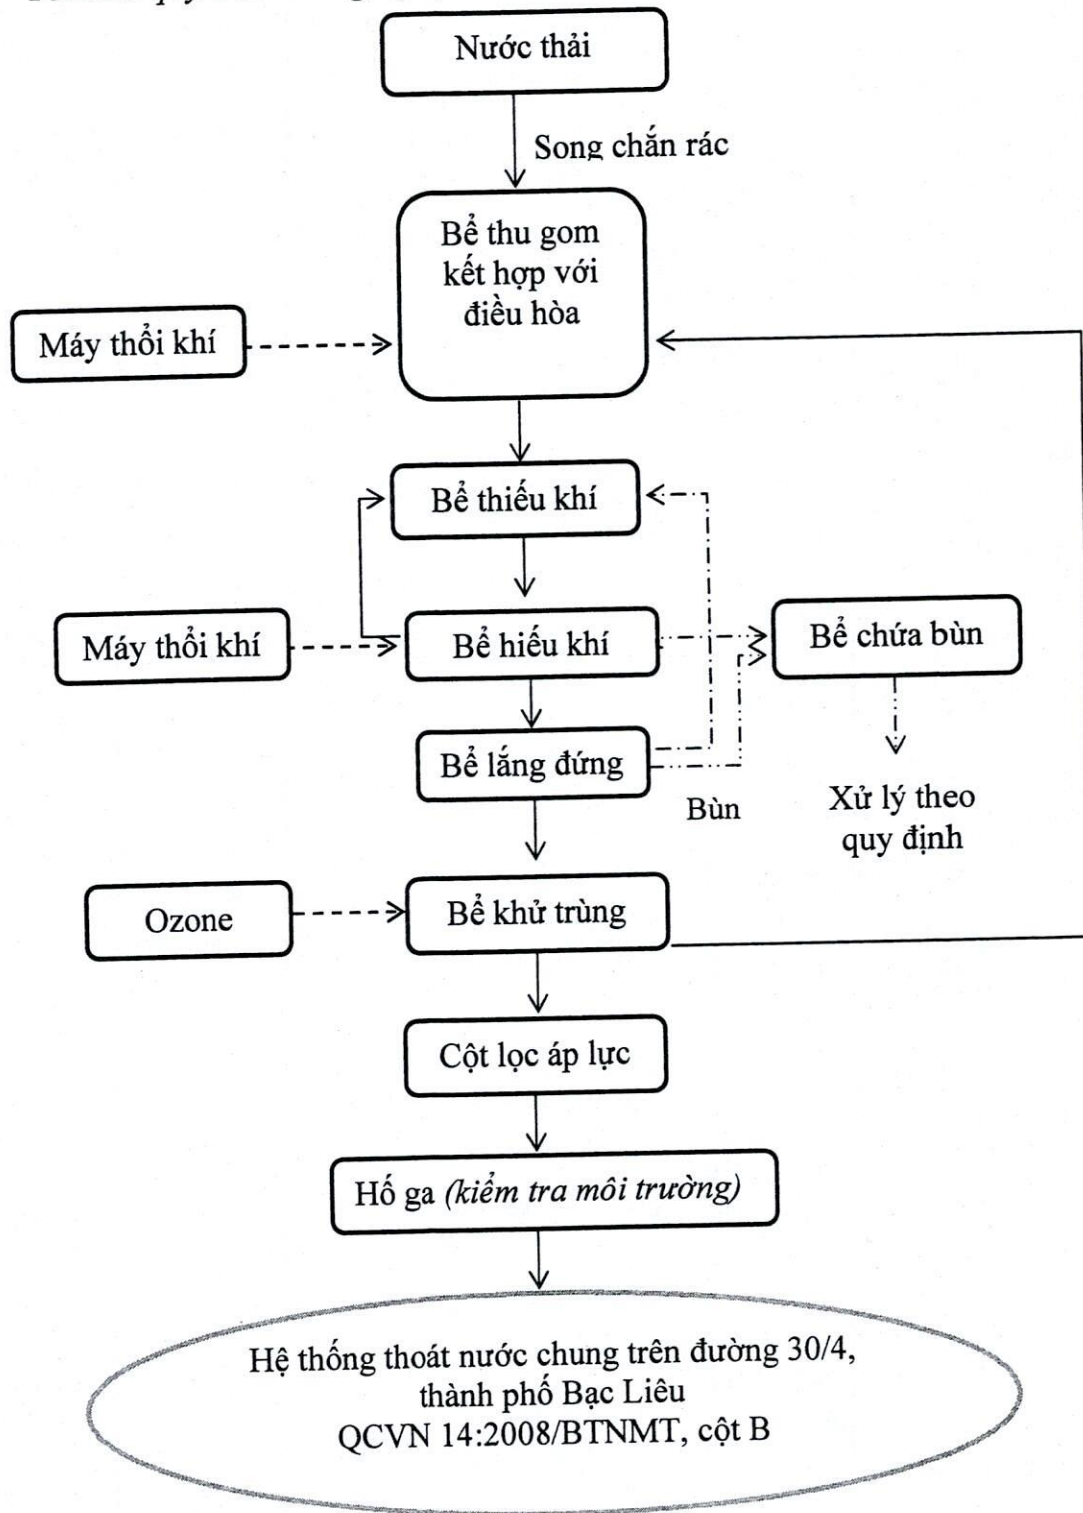 Nước thải
Song chắn rác
Bể thu gom
kết hợp với
điều hòa
Máy thổi khí
Bể thiếu khí
Máy thổi khí
Bể hiếu khí
Bể chứa bùn
Bể lắng đứng
Bùn
Xử lý theo
quy định
Ozone
Bể khử trùng
Cột lọc áp lực
Hố ga (kiểm tra môi trường)
Hệ thống thoát nước chung trên đường 30/4,
thành phố Bạc Liêu
QCVN 14:2008/BTNMT, cột B